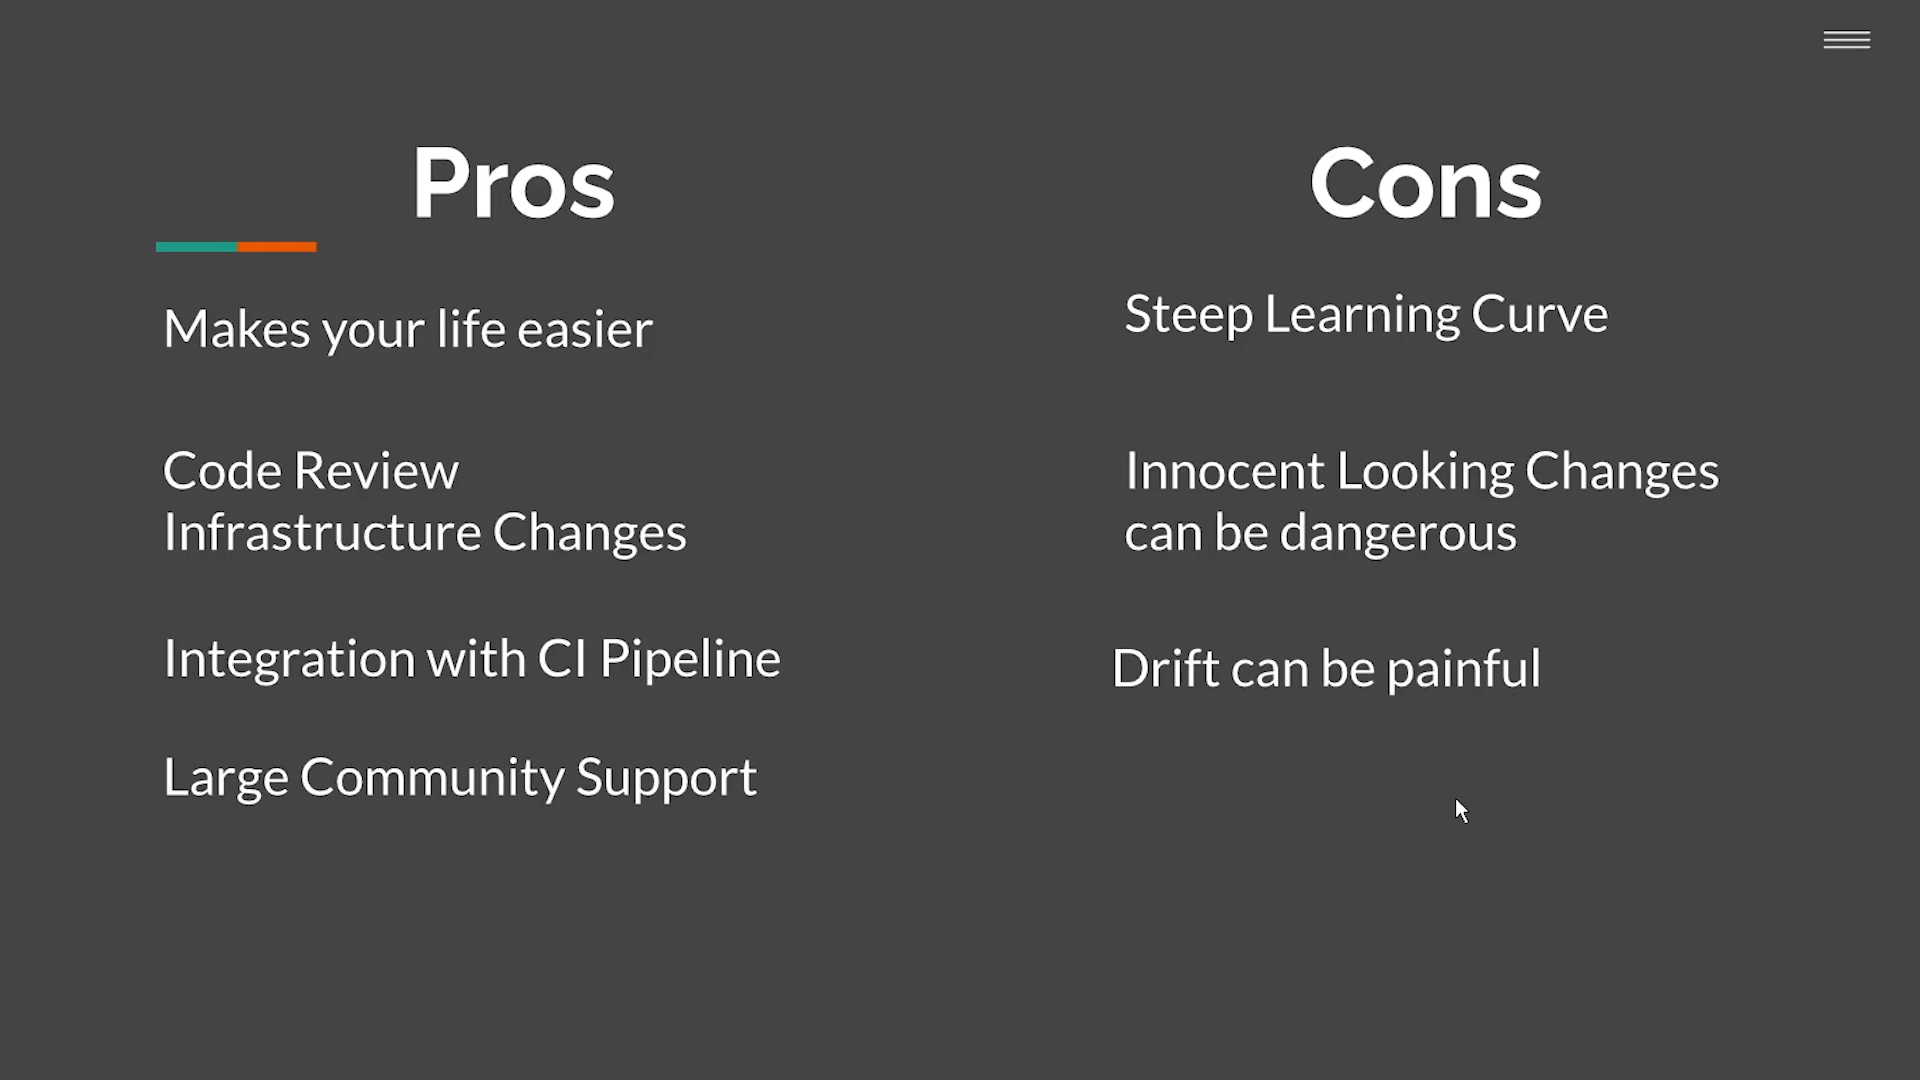 Pros
Makes your life easier
Code Review
Infrastructure Changes
Integration with CI Pipeline
Large Community Support
Cons
Steep Learning Curve
Innocent Looking Changes
can be dangerous
Drift can be painful